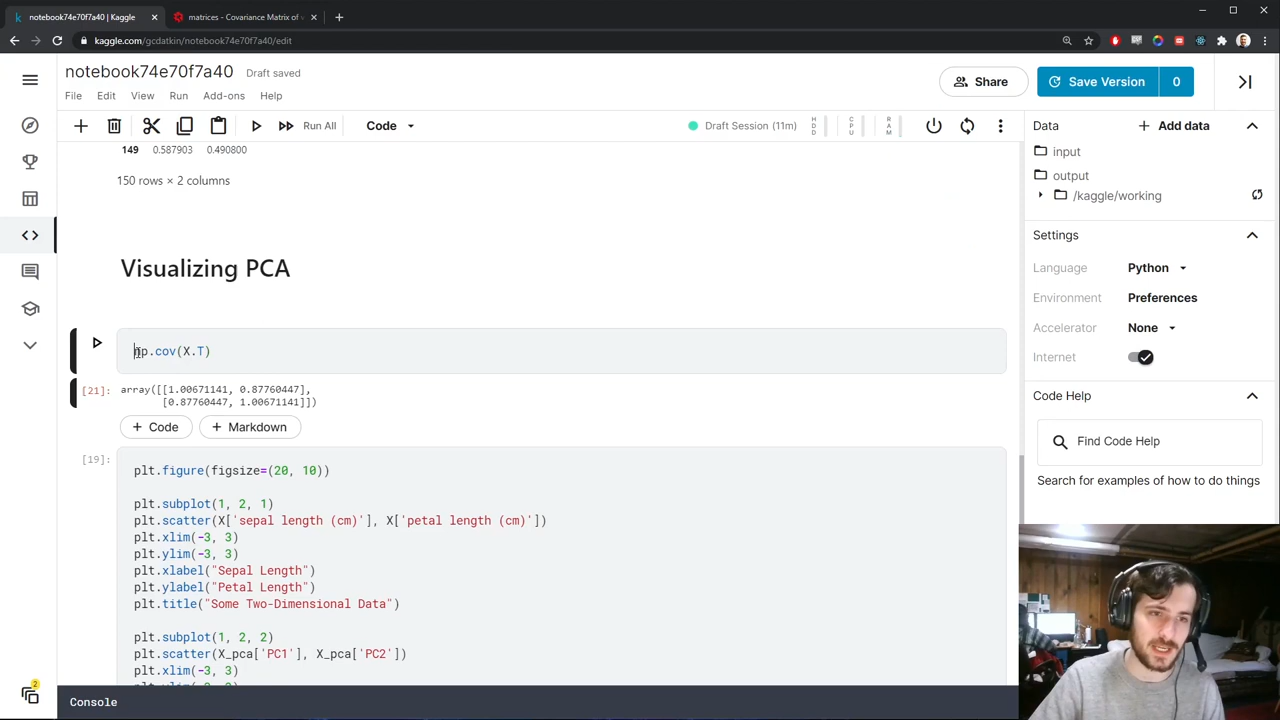 notebook74e70f7a40 | Kaggle
matrices - Covariance Matrix of v
kaggle.com/gcdatkin/notebook74e70f7a40/edit
notebook74e70f7a40 Draft saved
File Edit View Run Add-ons Help
Share
Save Version 0
Run All
Code
Draft Session (11m)
HDD
CPU
RAM
Data
Add data
input
output
/kaggle/working
Settings
Language Python
Environment Preferences
Accelerator None
Internet
Code Help
Find Code Help
Search for examples of how to do things
149 0.587903 0.490800
150 rows × 2 columns
Visualizing PCA
np.cov(X.T)
[21]: array([[1.00671141, 0.87760447],
[0.87760447, 1.00671141]])
+ Code + Markdown
[19]:
plt.figure(figsize=(20, 10))
plt.subplot(1, 2, 1)
plt.scatter(X['sepal length (cm)'], X['petal length (cm)'])
plt.xlim(-3, 3)
plt.ylim(-3, 3)
plt.xlabel("Sepal Length")
plt.ylabel("Petal Length")
plt.title("Some Two-Dimensional Data")
plt.subplot(1, 2, 2)
plt.scatter(X_pca['PC1'], X_pca['PC2'])
plt.xlim(-3, 3)
Console
2